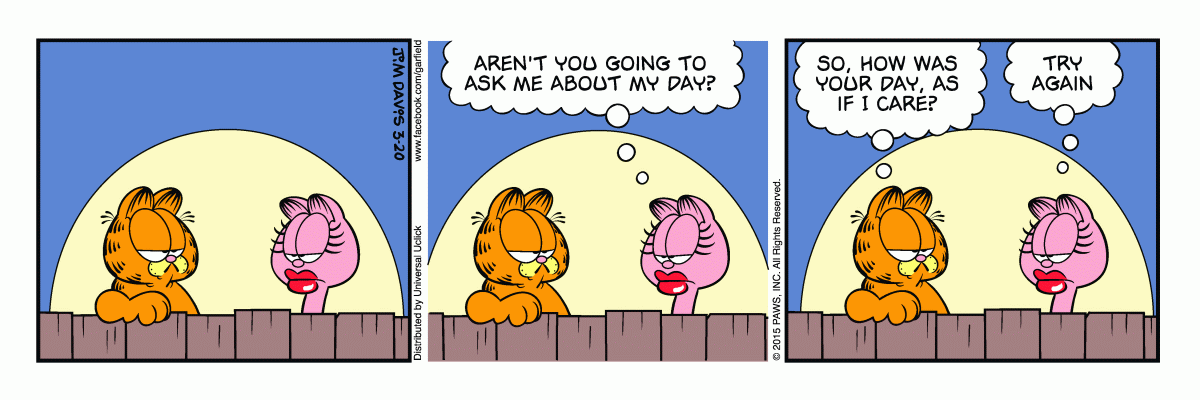 JIM DAVIS 3-20
www.facebook.com/garfield
Distributed by Universal Uclick
AREN'T YOU GOING TO
ASK ME ABOUT MY DAY?
© 2015 PAWS, INC. All Rights Reserved.
SO, HOW WAS
YOUR DAY, AS
IF I CARE?
TRY
AGAIN